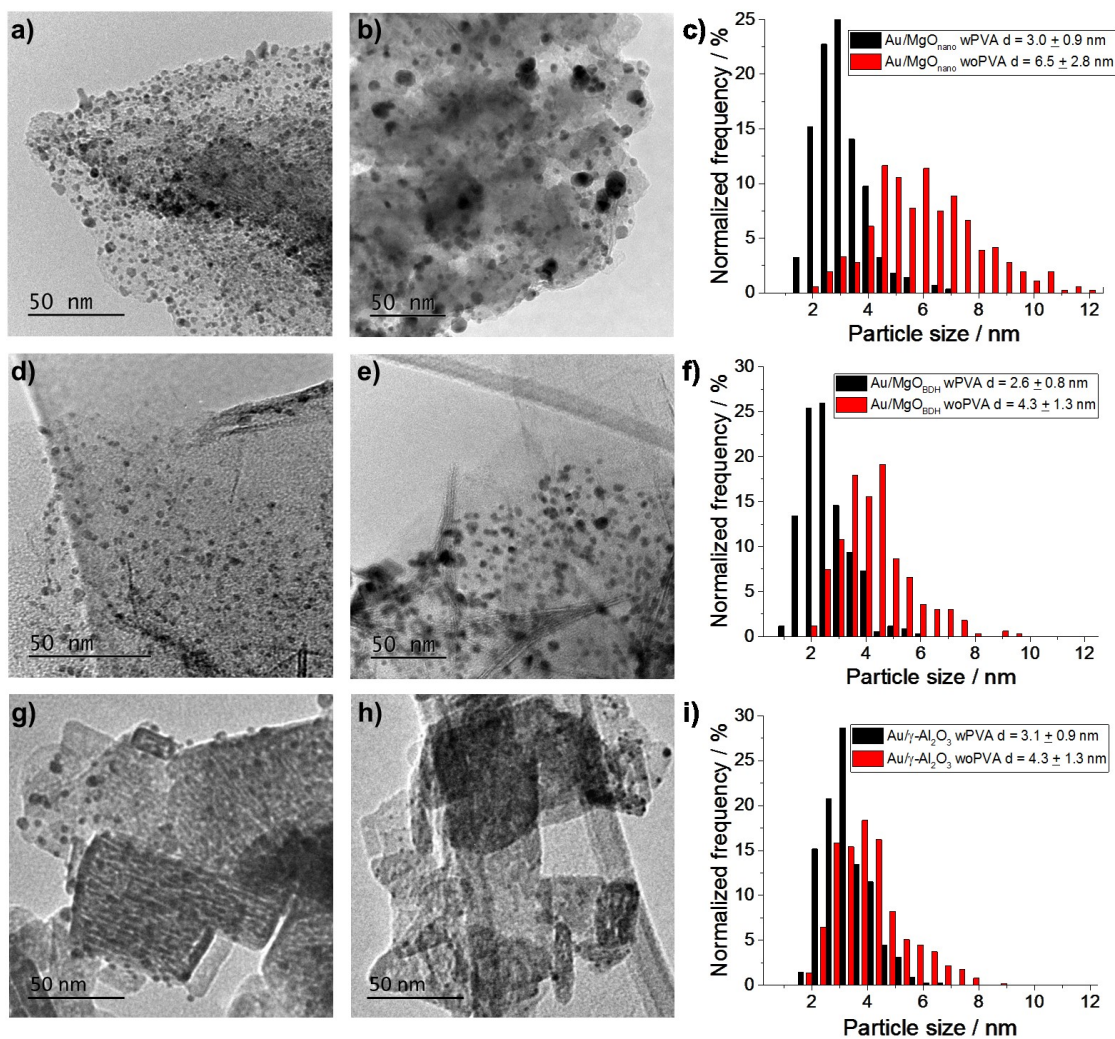 a)
50 nm
b)
50 nm
c)
Normalized frequency / %
25
20
15
10
5
0
Au/MgOnano wPVA d = 3.0 ± 0.9 nm
Au/MgOnano woPVA d = 6.5 ± 2.8 nm
2 4 6 8 10 12
Particle size / nm
d)
50 nm
e)
50 nm
f)
Normalized frequency / %
30
25
20
15
10
5
0
Au/MgOBDH wPVA d = 2.6 ± 0.8 nm
Au/MgOBDH woPVA d = 4.3 ± 1.3 nm
2 4 6 8 10 12
Particle size / nm
g)
50 nm
h)
50 nm
i)
Normalized frequency / %
30
25
20
15
10
5
0
Au/γ-Al2O3 wPVA d = 3.1 ± 0.9 nm
Au/γ-Al2O3 woPVA d = 4.3 ± 1.3 nm
2 4 6 8 10 12
Particle size / nm